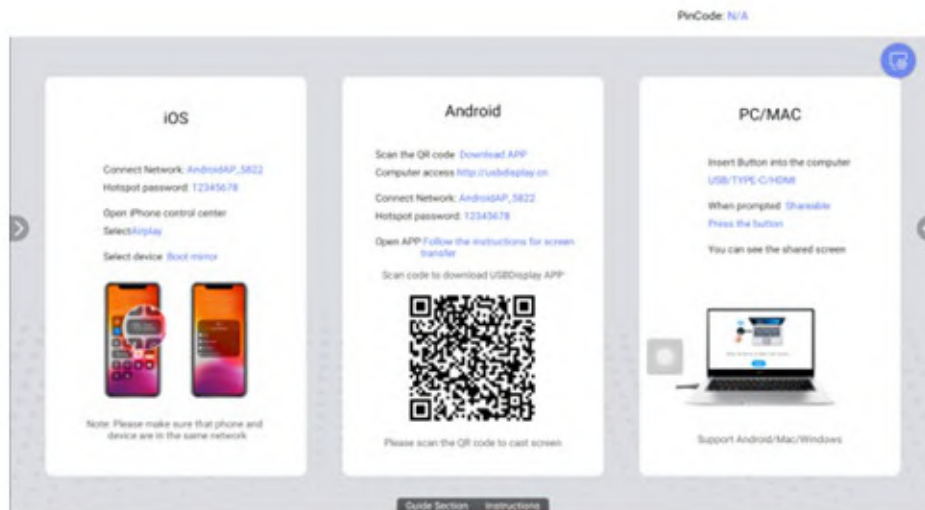 PinCode: N/A
iOS
Connect Network: AndroidAP_5822
Hotspot password: 12345678
Open iPhone control center
SelectAirplay
Select device Boot mirror
Note: Please make sure that phone and
device are in the same network
Android
Scan the QR code Download APP
Computer access http://usbdisplay.cn
Connect Network: AndroidAP_5822
Hotspot password: 12345678
Open APP Follow the instructions for screen
transfer
Scan code to download USBDisplay APP
Please scan the QR code to cast screen
PC/MAC
Insert Button into the computer
USB/TYPE-C/HDMI
When prompted Shareable
Press the button
You can see the shared screen
Support Android/Mac/Windows
Guide Section Instructions